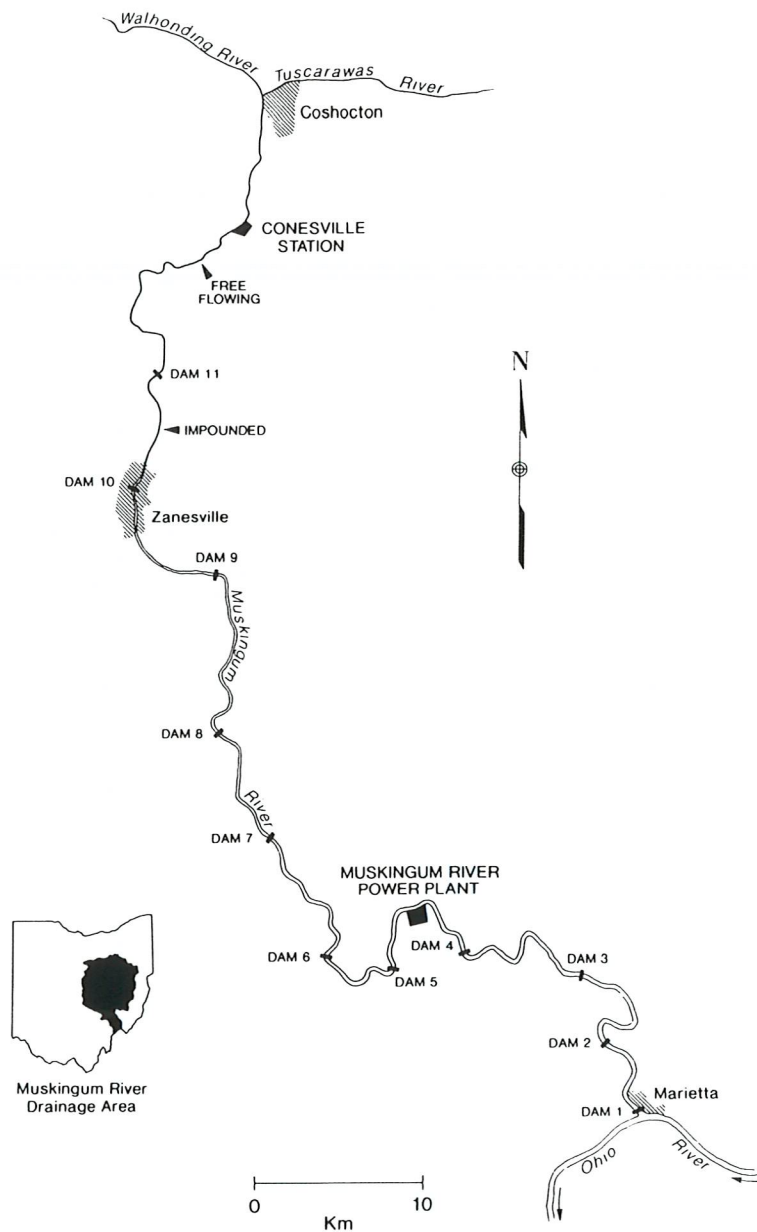 Walhonding River
Tuscarawas River
Coshocton
CONESVILLE
STATION
FREE
FLOWING
DAM 11
N
IMPOUNDED
DAM 10
Zanesville
DAM 9
Muskingum
DAM 8
River
DAM 7
MUSKINGUM RIVER
POWER PLANT
DAM 4
DAM 3
DAM 6
DAM 5
DAM 2
Muskingum River
Drainage Area
Marietta
DAM 1
Ohio River
0 10
Km